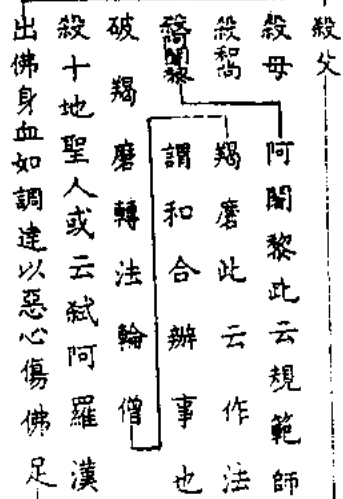 殺父
殺母　阿闍黎此云規範師
殺和尚　羯磨此云作法
殺阿闍黎　謂和合辦事也
破羯磨轉法輪僧
殺十地聖人或云弒阿羅漢
出佛身血如調達以惡心傷佛足